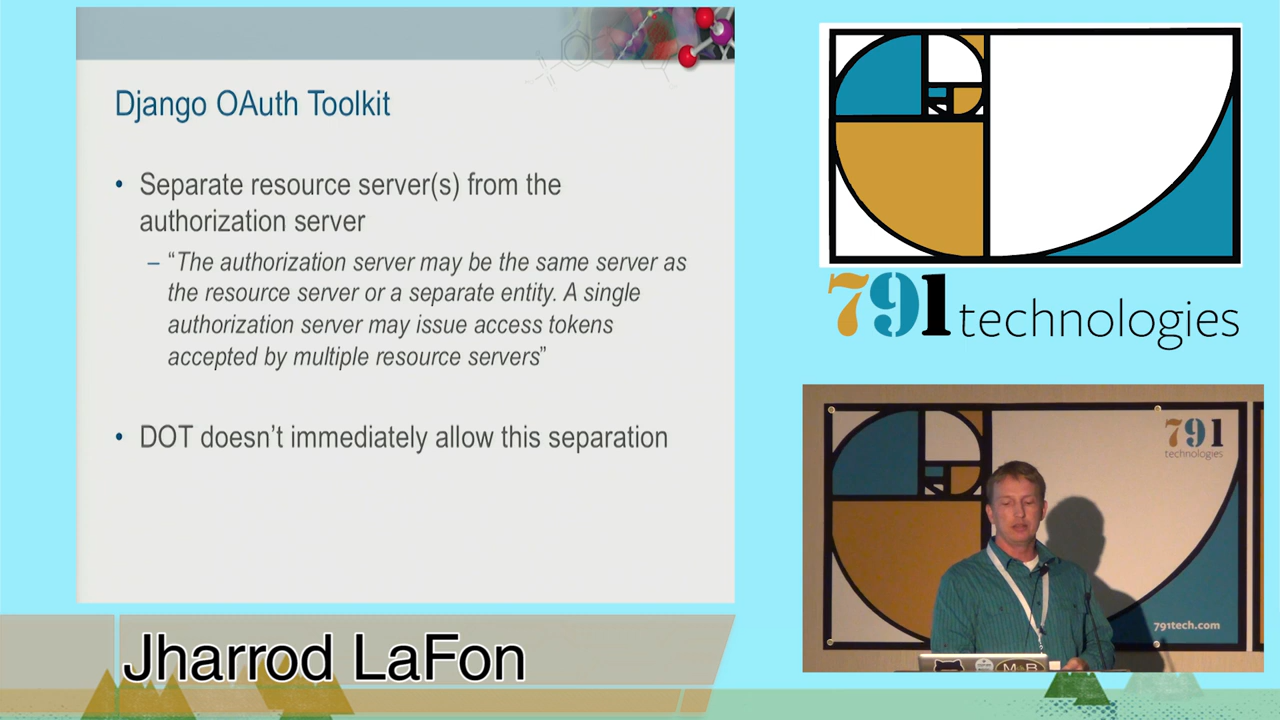 Django OAuth Toolkit
• Separate resource server(s) from the
authorization server
– “The authorization server may be the same server as
the resource server or a separate entity. A single
authorization server may issue access tokens
accepted by multiple resource servers”
• DOT doesn’t immediately allow this separation
Jharrod LaFon
791 technologies
791
technologies
791tech.com
M B